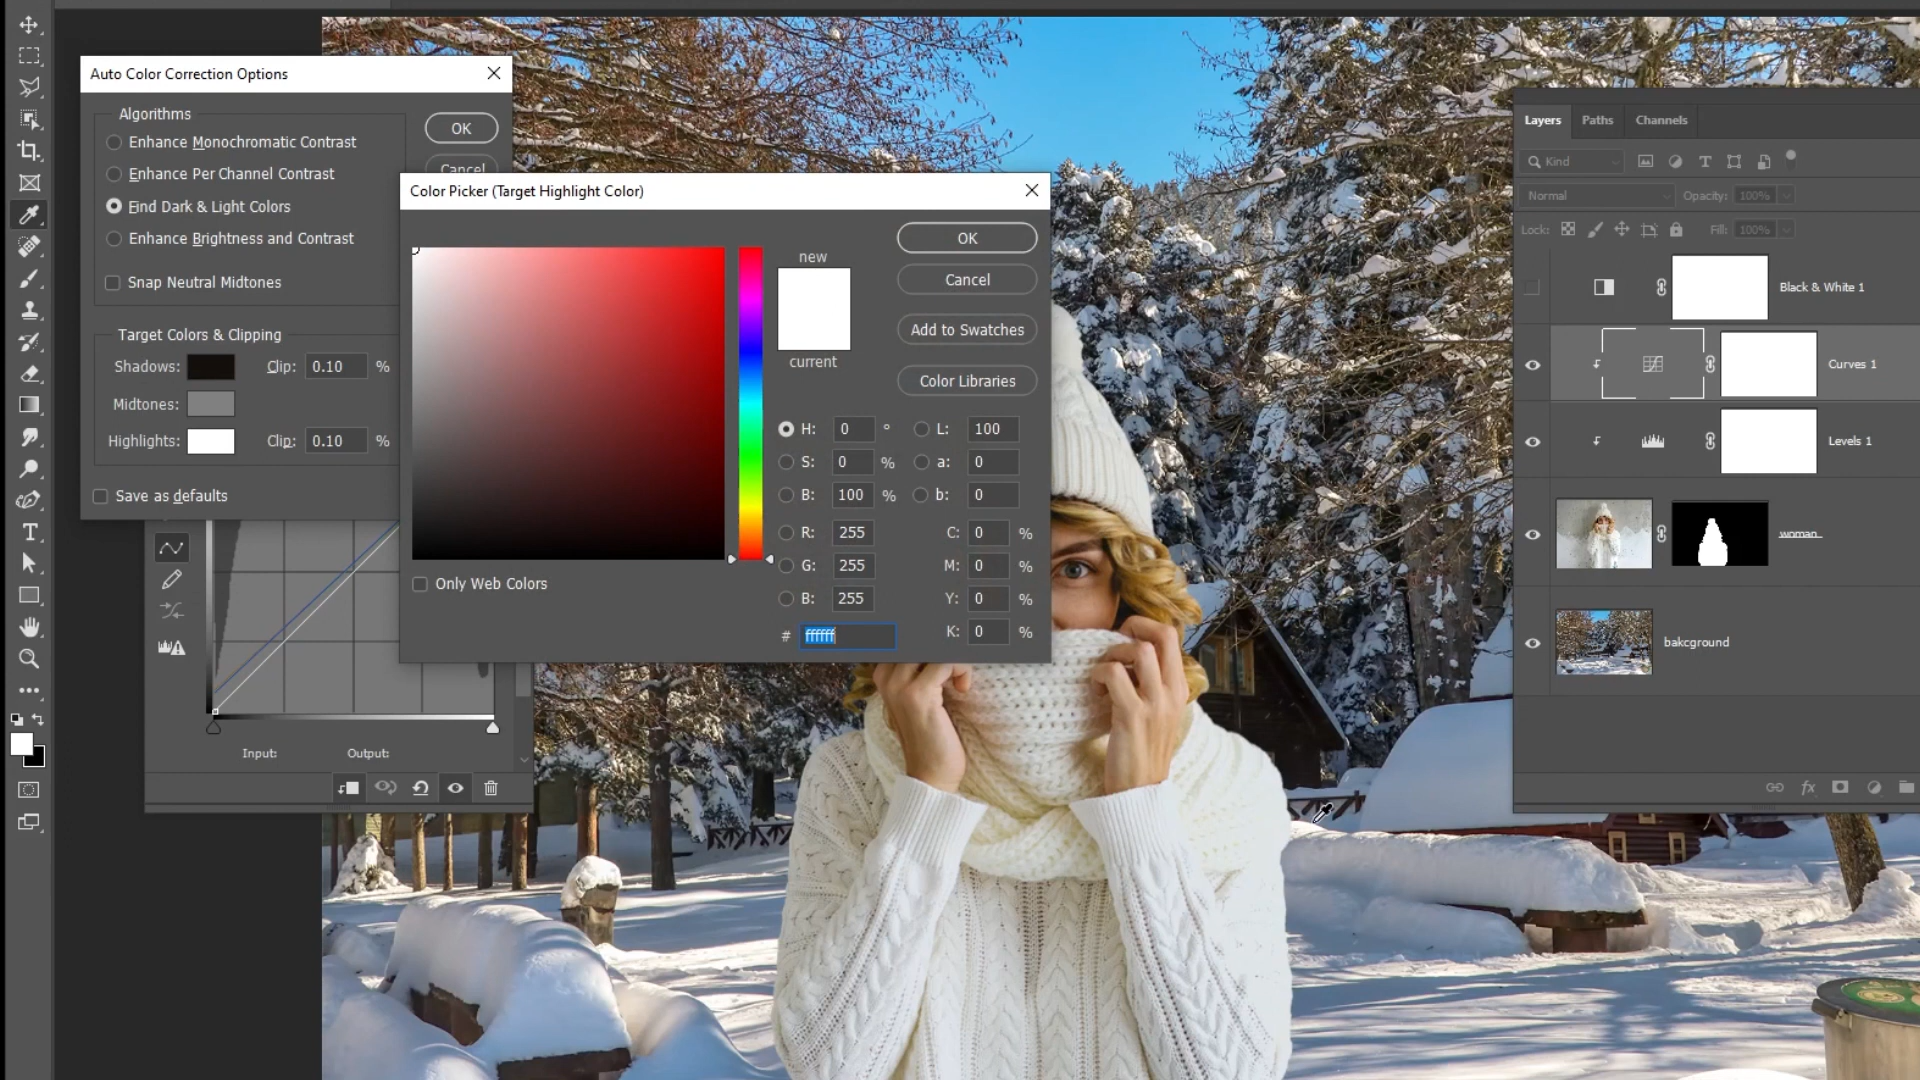 Auto Color Correction Options
Algorithms
Enhance Monochromatic Contrast
Enhance Per Channel Contrast
Find Dark & Light Colors
Enhance Brightness and Contrast
Snap Neutral Midtones
OK
Cancel
Target Colors & Clipping
Shadows: Clip: 0.10 %
Midtones:
Highlights: Clip: 0.10 %
Save as defaults
Input: Output:
Color Picker (Target Highlight Color)
new
current
OK
Cancel
Add to Swatches
Color Libraries
H: 0 ° L: 100
S: 0 % a: 0
B: 100 % b: 0
R: 255 C: 0 %
G: 255 M: 0 %
B: 255 Y: 0 %
# ffffff K: 0 %
Only Web Colors
Layers Paths Channels
Kind
Normal Opacity: 100%
Lock: Fill: 100%
Black & White 1
Curves 1
Levels 1
woman
bakcground